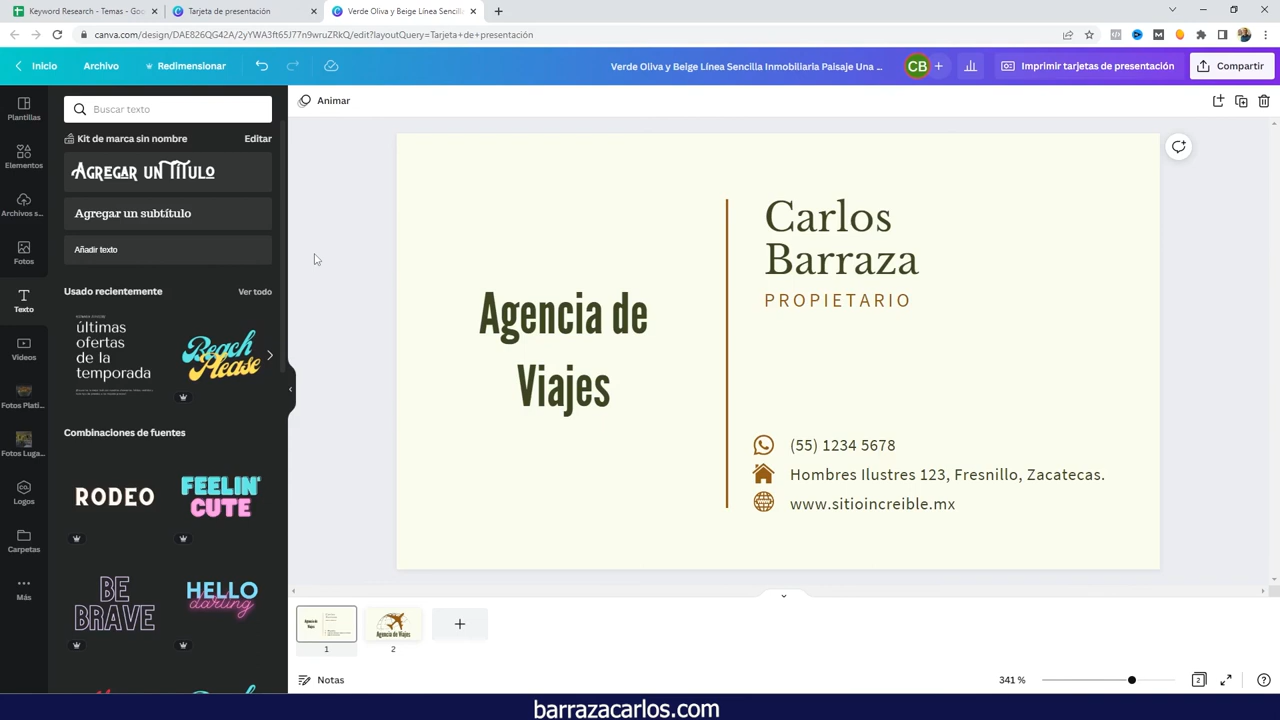 Keyword Research - Temas - Goo
Tarjeta de presentación
Verde Oliva y Beige Línea Sencilla
canva.com/design/DAE826QG42A/2yYWA3ft65J77n9wruZRkQ/edit?layoutQuery=Tarjeta+de+presentación
Inicio
Archivo
Redimensionar
Verde Oliva y Beige Línea Sencilla Inmobiliaria Paisaje Una ...
CB
Imprimir tarjetas de presentación
Compartir
Plantillas
Elementos
Archivos s...
Fotos
Texto
Videos
Fotos Plati...
Fotos Luga...
Logos
Carpetas
Más
Buscar texto
Kit de marca sin nombre
Editar
Agregar un título
Agregar un subtítulo
Añadir texto
Usado recientemente
Ver todo
últimas
ofertas
de la
temporada
Beach
Please
Combinaciones de fuentes
RODEO
FEELIN'
CUTE
BE
BRAVE
HELLO
darling
Animar
Agencia de
Viajes
Carlos
Barraza
PROPIETARIO
(55) 1234 5678
Hombres Ilustres 123, Fresnillo, Zacatecas.
www.sitioincreible.mx
Agencia de Viajes
1
2
Notas
341 %
2
barrazacarlos.com